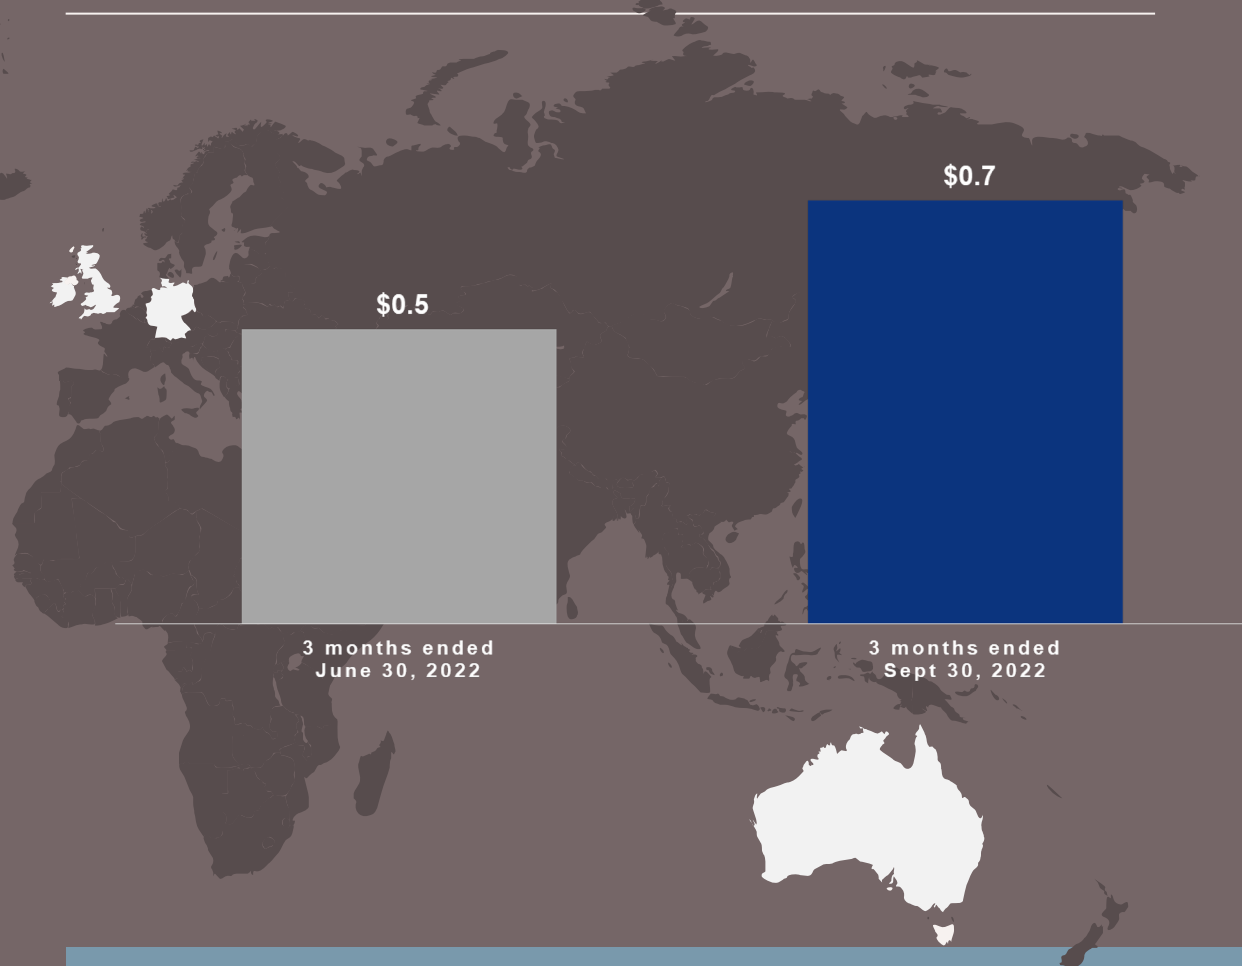 $0.7
$0.5
3 months ended
June 30, 2022
3 months ended
Sept 30, 2022